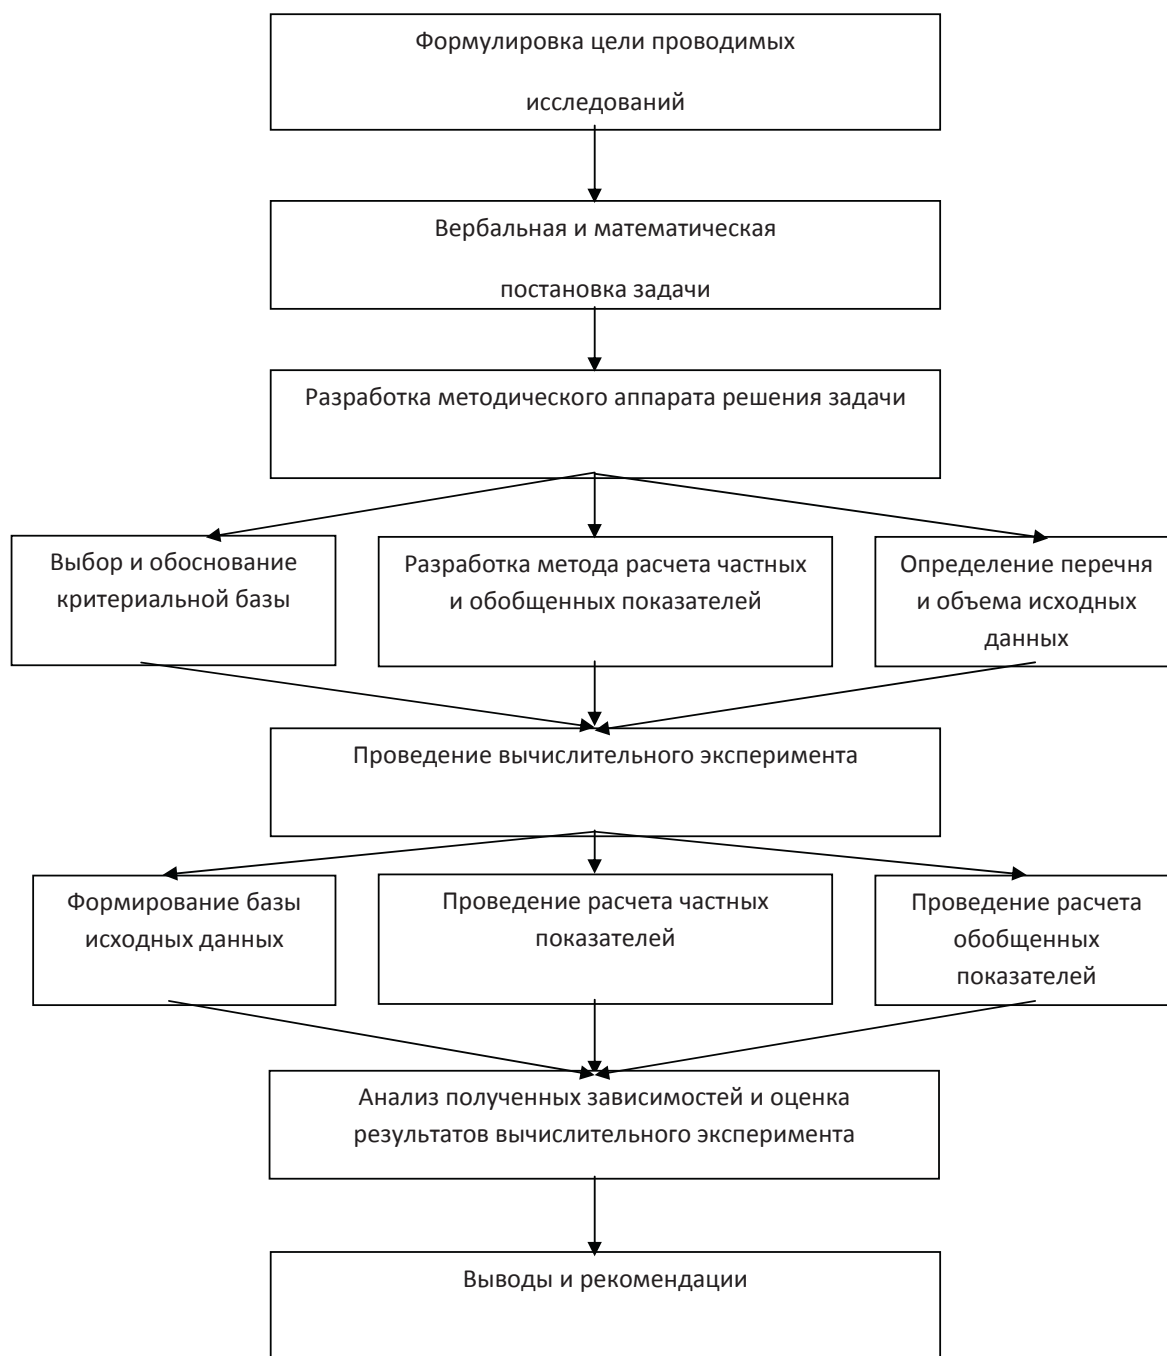 Формулировка цели проводимых
исследований
Вербальная и математическая
постановка задачи
Разработка методического аппарата решения задачи
Выбор и обоснование
критериальной базы
Разработка метода расчета частных
и обобщенных показателей
Определение перечня
и объема исходных
данных
Проведение вычислительного эксперимента
Формирование базы
исходных данных
Проведение расчета частных
показателей
Проведение расчета
обобщенных
показателей
Анализ полученных зависимостей и оценка
результатов вычислительного эксперимента
Выводы и рекомендации